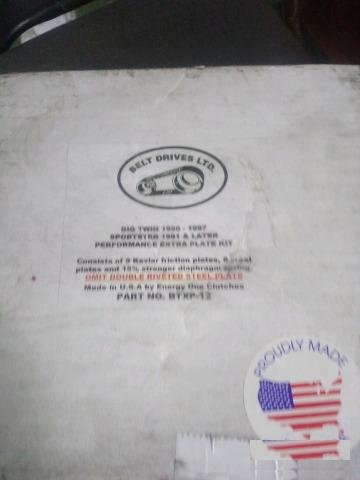 BELT DRIVES LTD.
BIG TWIN 1990 - 1997
SPORTSTER 1991 & LATER
PERFORMANCE EXTRA PLATE KIT
Consists of 9 Kevlar friction plates, 8 steel
plates and 15% stronger diaphragm spring.
OMIT DOUBLE RIVETED STEEL PLATE
Made in U.S.A by Energy One Clutches
PART NO. BTXP-12
PROUDLY MADE